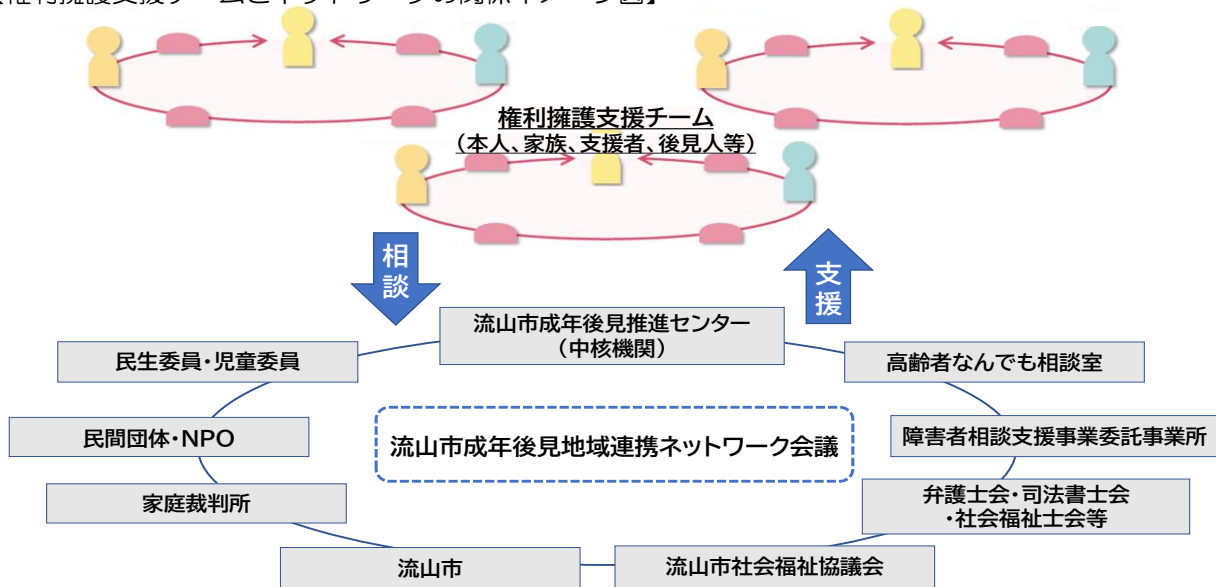 権利擁護支援チームとネットワークの関係イメージ図】
権利擁護支援チーム
(本人、家族、支援者、後見人等)
相談
支援
流山市成年後見推進センター
(中核機関)
民生委員・児童委員
高齢者なんでも相談室
民間団体・NPO
流山市成年後見地域連携ネットワーク会議
障害者相談支援事業委託事業所
家庭裁判所
弁護士会・司法書士会
・社会福祉士会等
流山市
流山市社会福祉協議会